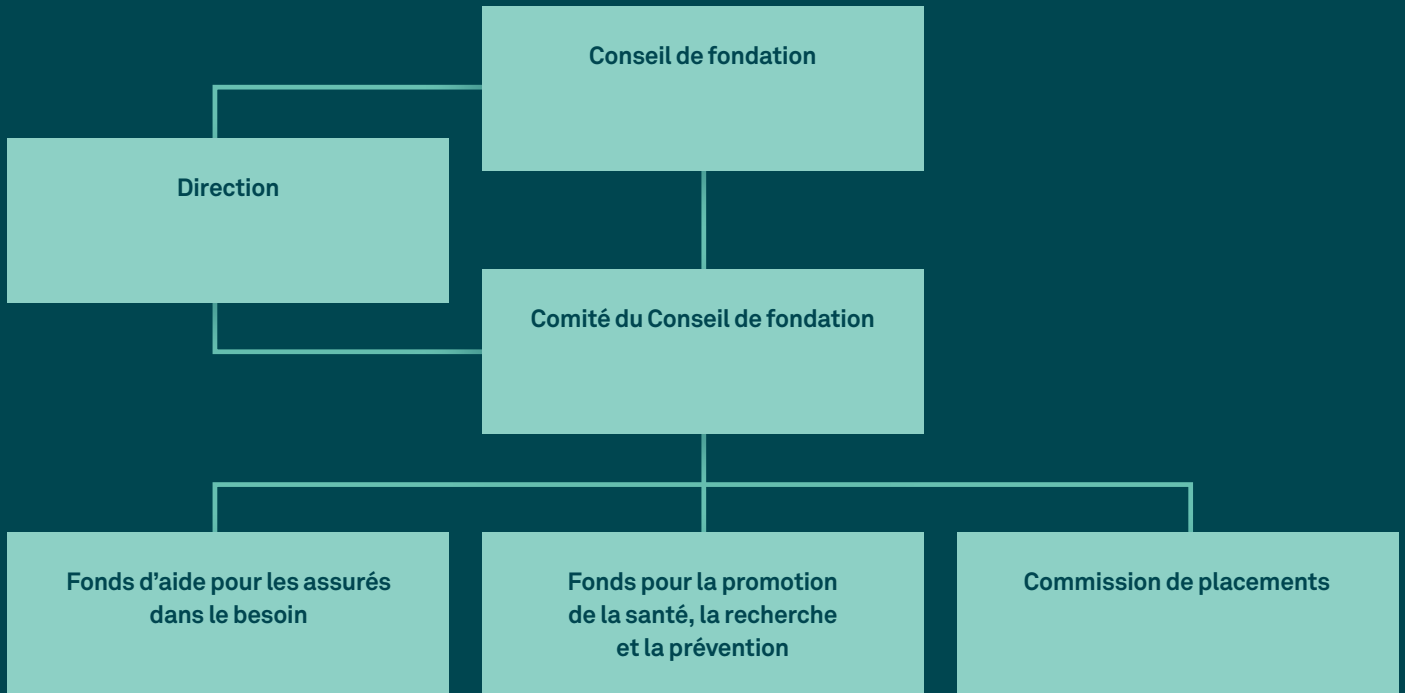 Conseil de fondation
Direction
Comité du Conseil de fondation
Fonds d’aide pour les assurés
dans le besoin
Fonds pour la promotion
de la santé, la recherche
et la prévention
Commission de placements